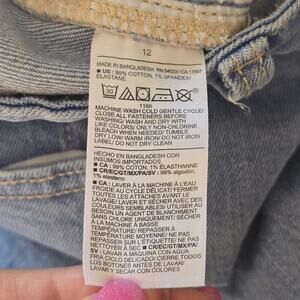 12
MADE IN BANGLADESH RN 54023 / CA 17897
■ US : 99% COTTON, 1% SPANDEX/
ELASTANE
MACHINE WASH COLD GENTLE CYCLE/
CLOSE ALL FASTENERS BEFORE
WASHING/ WASH AND DRY WITH
LIKE COLORS/ ONLY NON-CHLORINE
BLEACH WHEN NEEDED/ TUMBLE
DRY LOW/ WARM IRON/ DO NOT IRON
LABEL/ DO NOT DRY CLEAN
HECHO EN BANGLADESH CON
INSUMOS IMPORTADOS
■ CA : COTON, 1% ÉLASTHANNE
■ CR/EC/GT/MX/PA/SV : 99% ALGODÓN,
1% ELASTANO
■ CA : LAVER À LA MACHINE À L'EAU
FROIDE AU CYCLE DÉLICAT/ FERMER
TOUTES LES ATTACHES AVANT LE
LAVAGE/ LAVER ET SÉCHER AVEC DES
COULEURS SEMBLABLES/ UTILISER AU
BESOIN UN AGENT DE BLANCHIMENT
SANS CHLORE UNIQUEMENT/ SÉCHER
À LA MACHINE À BASSE
TEMPÉRATURE/ REPASSER À
TEMPÉRATURE MOYENNE/ NE PAS
REPASSER SUR L'ÉTIQUETTE/ NE PAS
NETTOYER À SEC ■ CR/EC/GT/MX/PA/
SV : LAVAR A MAQUINA CON AGUA
FRIA CICLO DELICADO/ CIERRE TODOS
LOS BOTONES ANTES DE LAVAR/
LAVAR Y SECAR CON COLORES